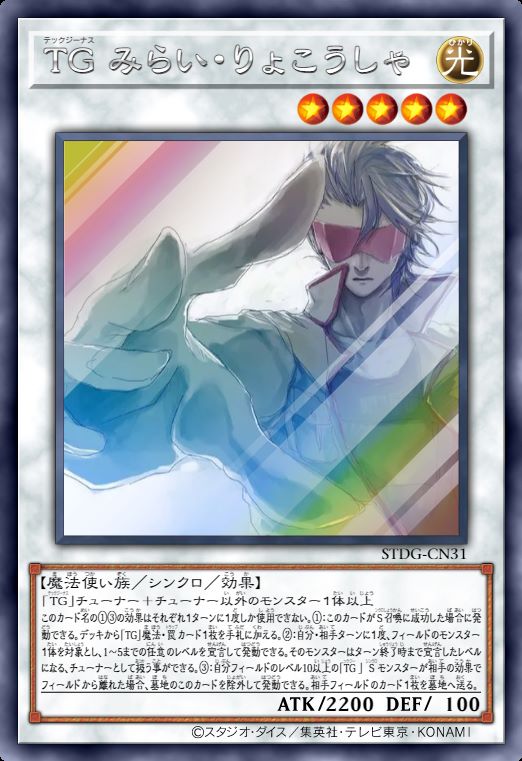 テックジーナス
TG みらい・りょこうしゃ
ひかり
光
STDG-CN31
【魔法使い族／シンクロ／効果】
「TG」チューナー＋チューナー以外のモンスター1体以上
このカード名の①③の効果はそれぞれ1ターンに1度しか使用できない。①:このカードがS召喚に成功した場合に発
動できる。デッキから「TG」魔法・罠カード1枚を手札に加える。②:自分・相手ターンに1度、フィールドのモンスター
1体を対象とし、1〜5までの任意のレベルを宣言して発動できる。そのモンスターはターン終了時まで宣言したレベル
になる、チューナーとして扱う事ができる。③:自分フィールドのレベル10以上の「TG」Sモンスターが相手の効果で
フィールドから離れた場合、墓地のこのカードを除外して発動できる。相手フィールドのカード1枚を墓地へ送る。
ATK/2200 DEF/ 100
©スタジオ・ダイス／集英社・テレビ東京・KONAMI